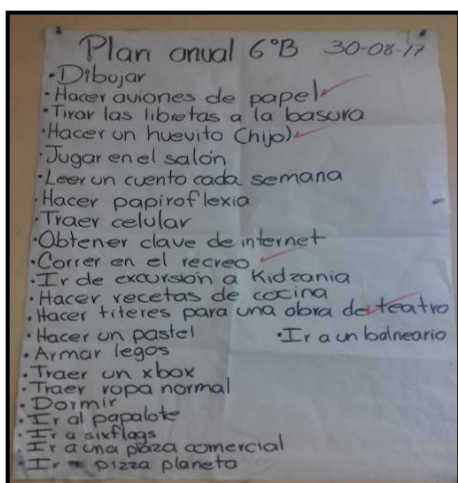 Plan anual 6°B 30-08-17
·Dibujar
·Hacer aviones de papel
·Tirar las libretas a la basura
·Hacer un huevito (hijo)
·Jugar en el salón
·Leer un cuento cada semana
·Hacer papiroflexia
·Traer celular
·Obtener clave de internet
·Correr en el recreo
·Ir de excursión a Kidzania
·Hacer recetas de cocina
·Hacer títeres para una obra de teatro
·Hacer un pastel ·Ir a un balneario
·Armar legos
·Traer un xbox
·Traer ropa normal
·Dormir
·Ir al papalote
·Ir a sixflags
·Ir a una plaza comercial
·Ir a pizza planeta